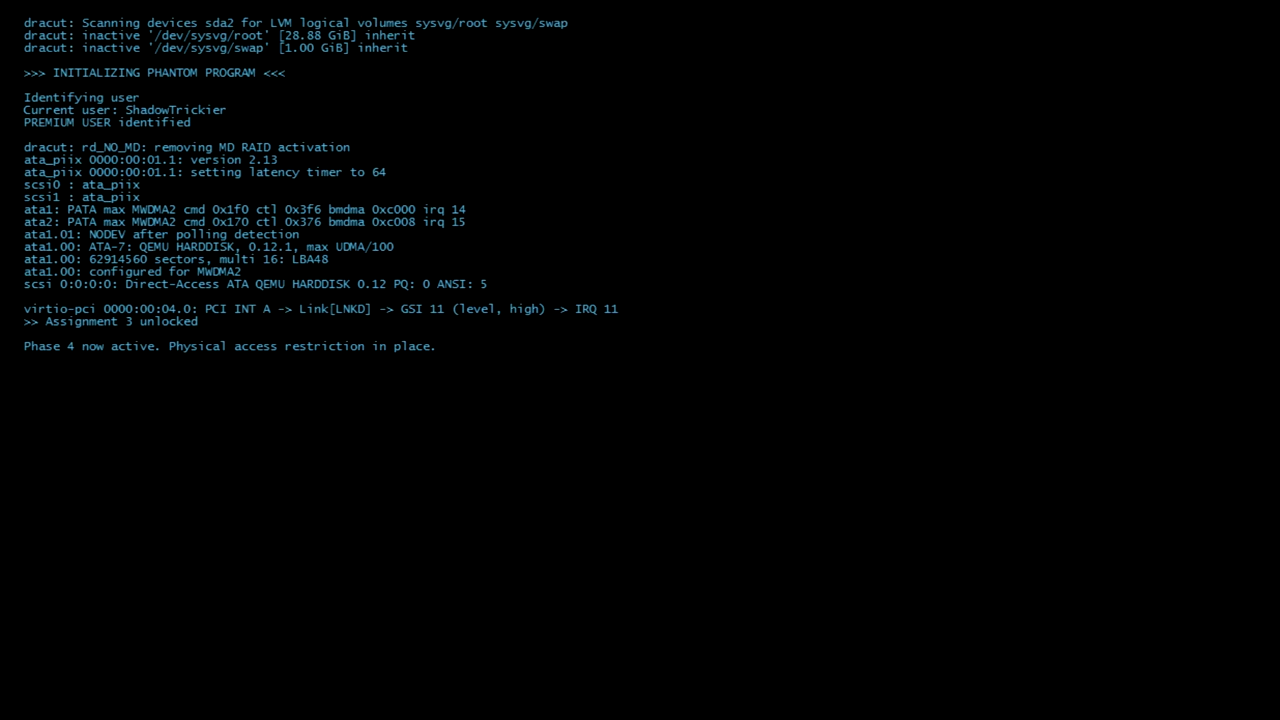 dracut: Scanning devices sda2 for LVM logical volumes sysvg/root sysvg/swap
dracut: inactive '/dev/sysvg/root' [28.88 GiB] inherit
dracut: inactive '/dev/sysvg/swap' [1.00 GiB] inherit
>>> INITIALIZING PHANTOM PROGRAM <<<
Identifying user
Current user: ShadowTrickier
PREMIUM USER identified
dracut: rd_NO_MD: removing MD RAID activation
ata_piix 0000:00:01.1: version 2.13
ata_piix 0000:00:01.1: setting latency timer to 64
scsi0 : ata_piix
scsi1 : ata_piix
ata1: PATA max MWDMA2 cmd 0x1f0 ctl 0x3f6 bmdma 0xc000 irq 14
ata2: PATA max MWDMA2 cmd 0x170 ctl 0x376 bmdma 0xc008 irq 15
ata1.01: NODEV after polling detection
ata1.00: ATA-7: QEMU HARDDISK, 0.12.1, max UDMA/100
ata1.00: 62914560 sectors, multi 16: LBA48
ata1.00: configured for MWDMA2
scsi 0:0:0:0: Direct-Access ATA QEMU HARDDISK 0.12 PQ: 0 ANSI: 5
virtio-pci 0000:00:04.0: PCI INT A -> Link[LNKD] -> GSI 11 (level, high) -> IRQ 11
>> Assignment 3 unlocked
Phase 4 now active. Physical access restriction in place.